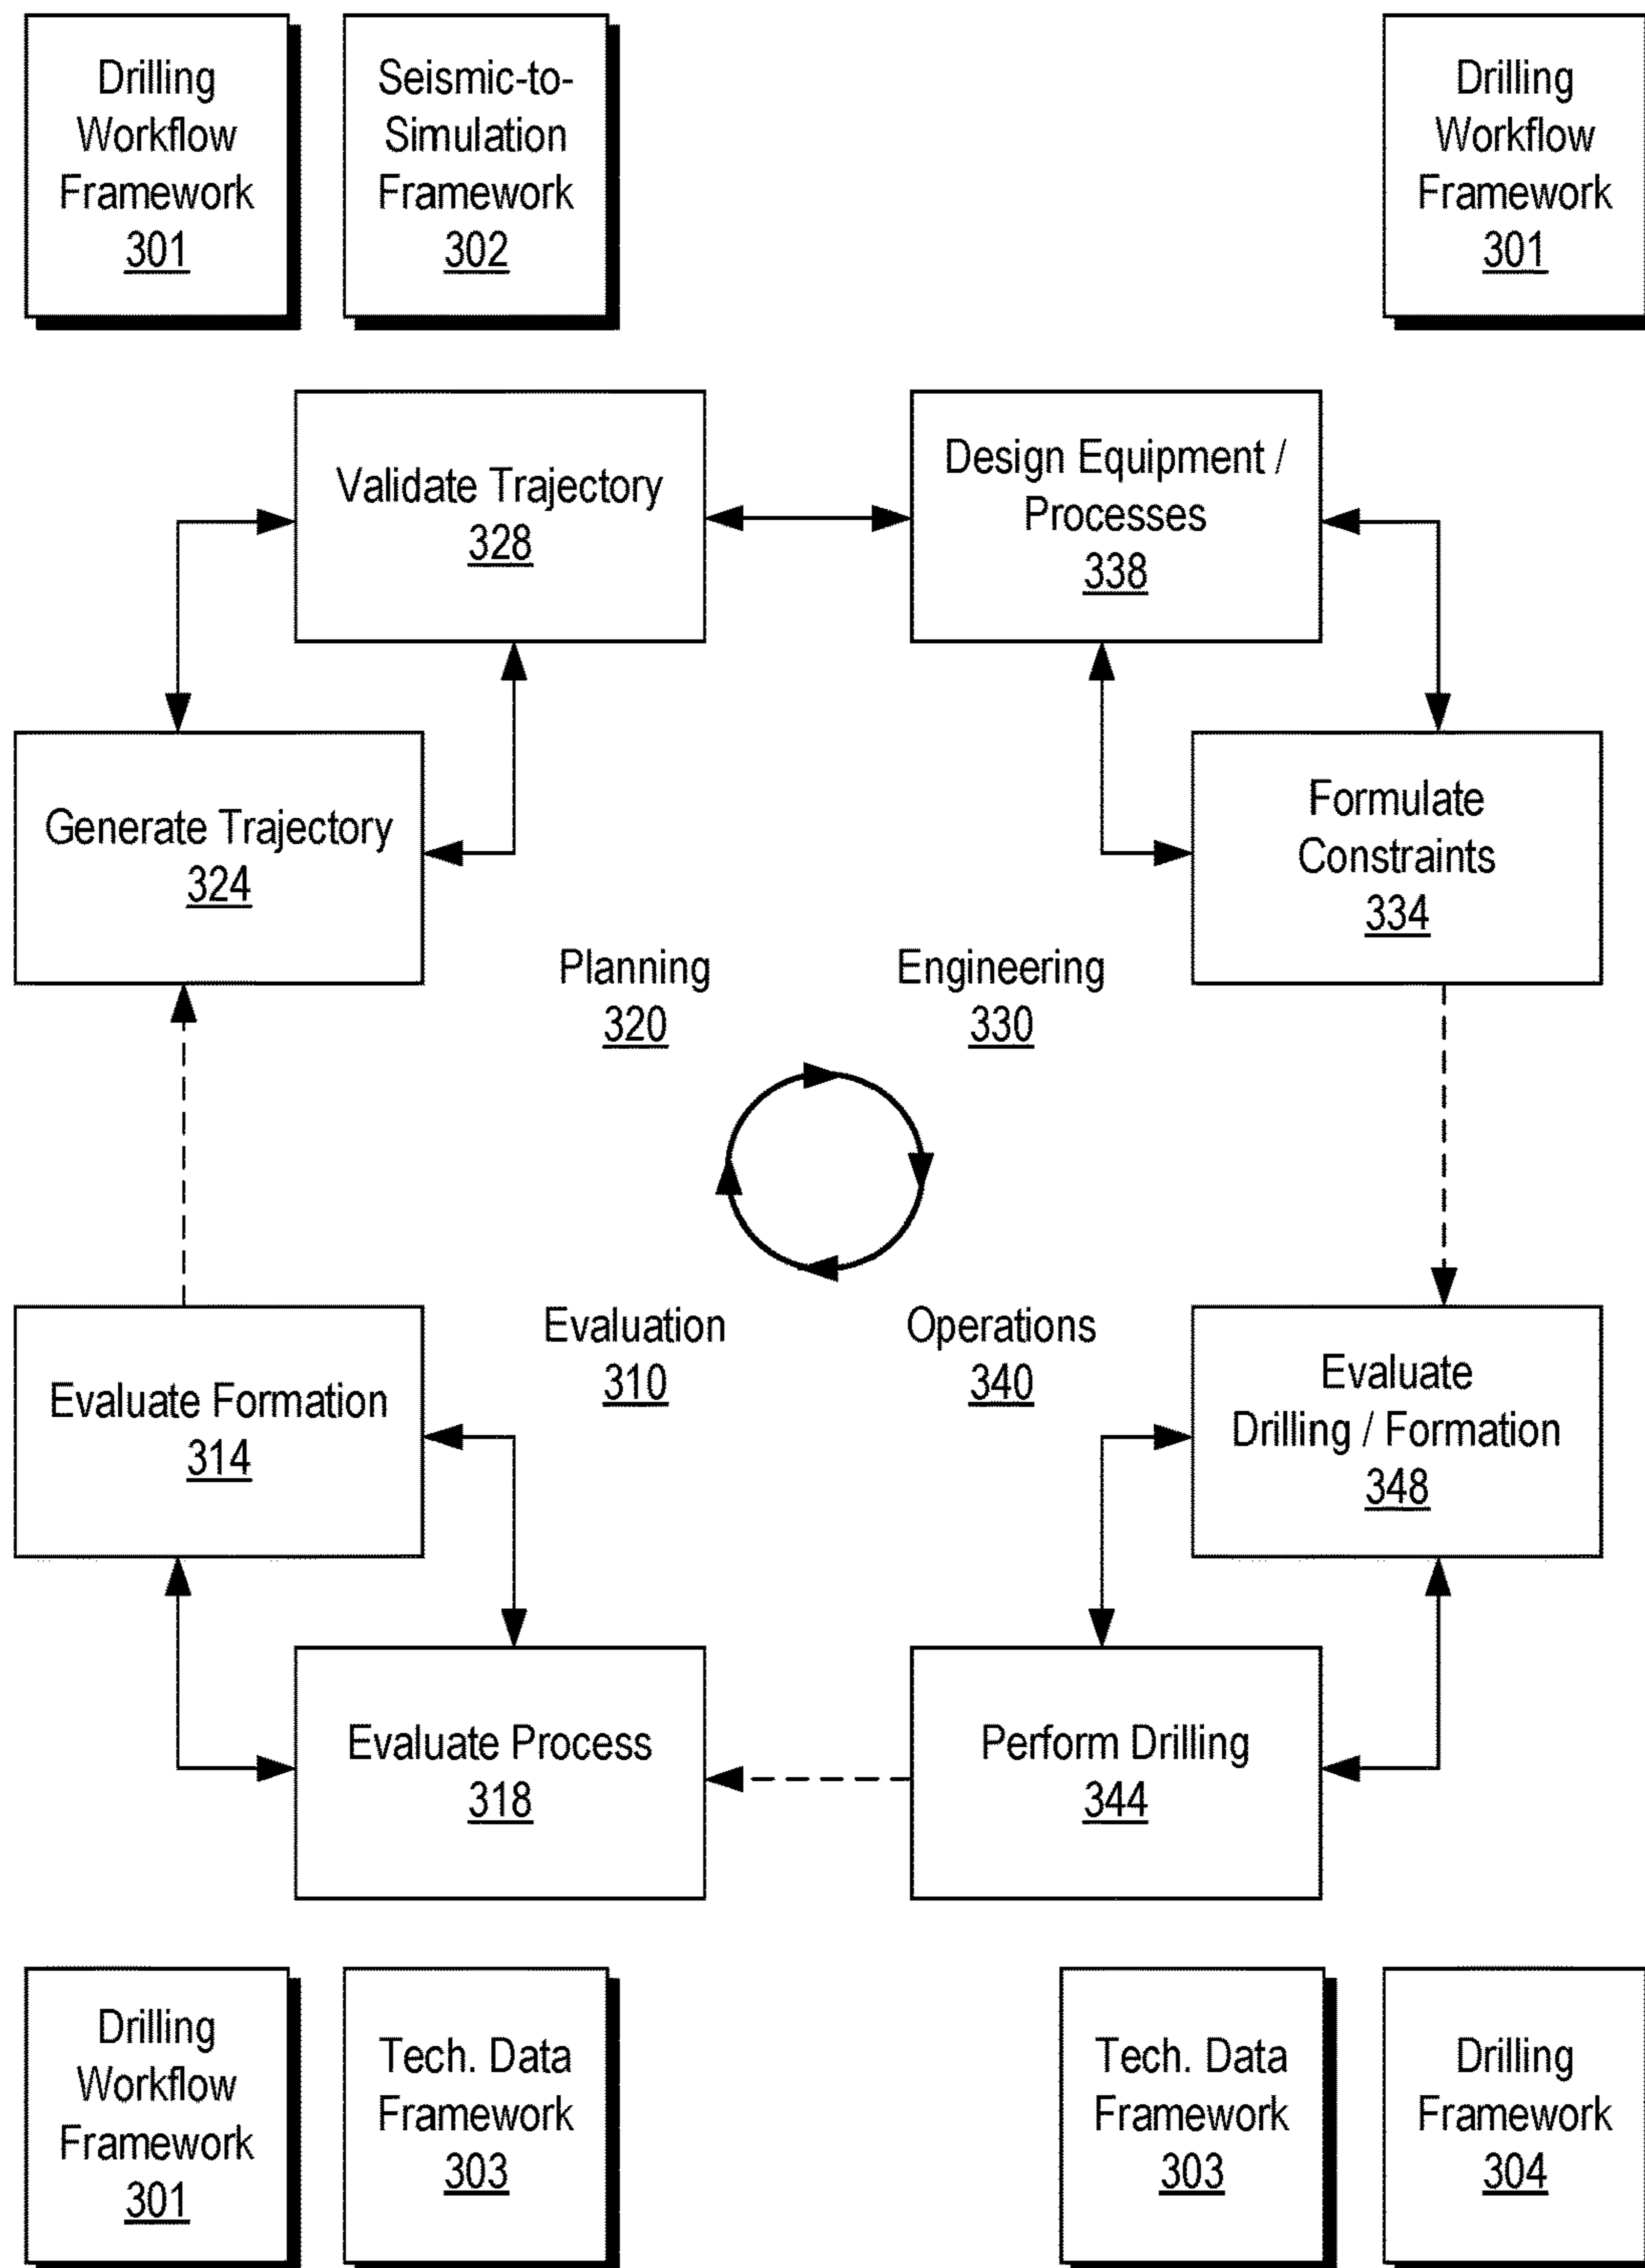 Drilling
Workflow
Framework
301
Seismic-to-
Simulation
Framework
302
Drilling
Workflow
Framework
301
Validate Trajectory
328
Design Equipment /
Processes
338
Generate Trajectory
324
Formulate
Constraints
334
Planning
320
Engineering
330
Evaluation
310
Operations
340
Evaluate Formation
314
Evaluate
Drilling / Formation
348
Evaluate Process
318
Perform Drilling
344
Drilling
Workflow
Framework
301
Tech. Data
Framework
303
Tech. Data
Framework
303
Drilling
Framework
304